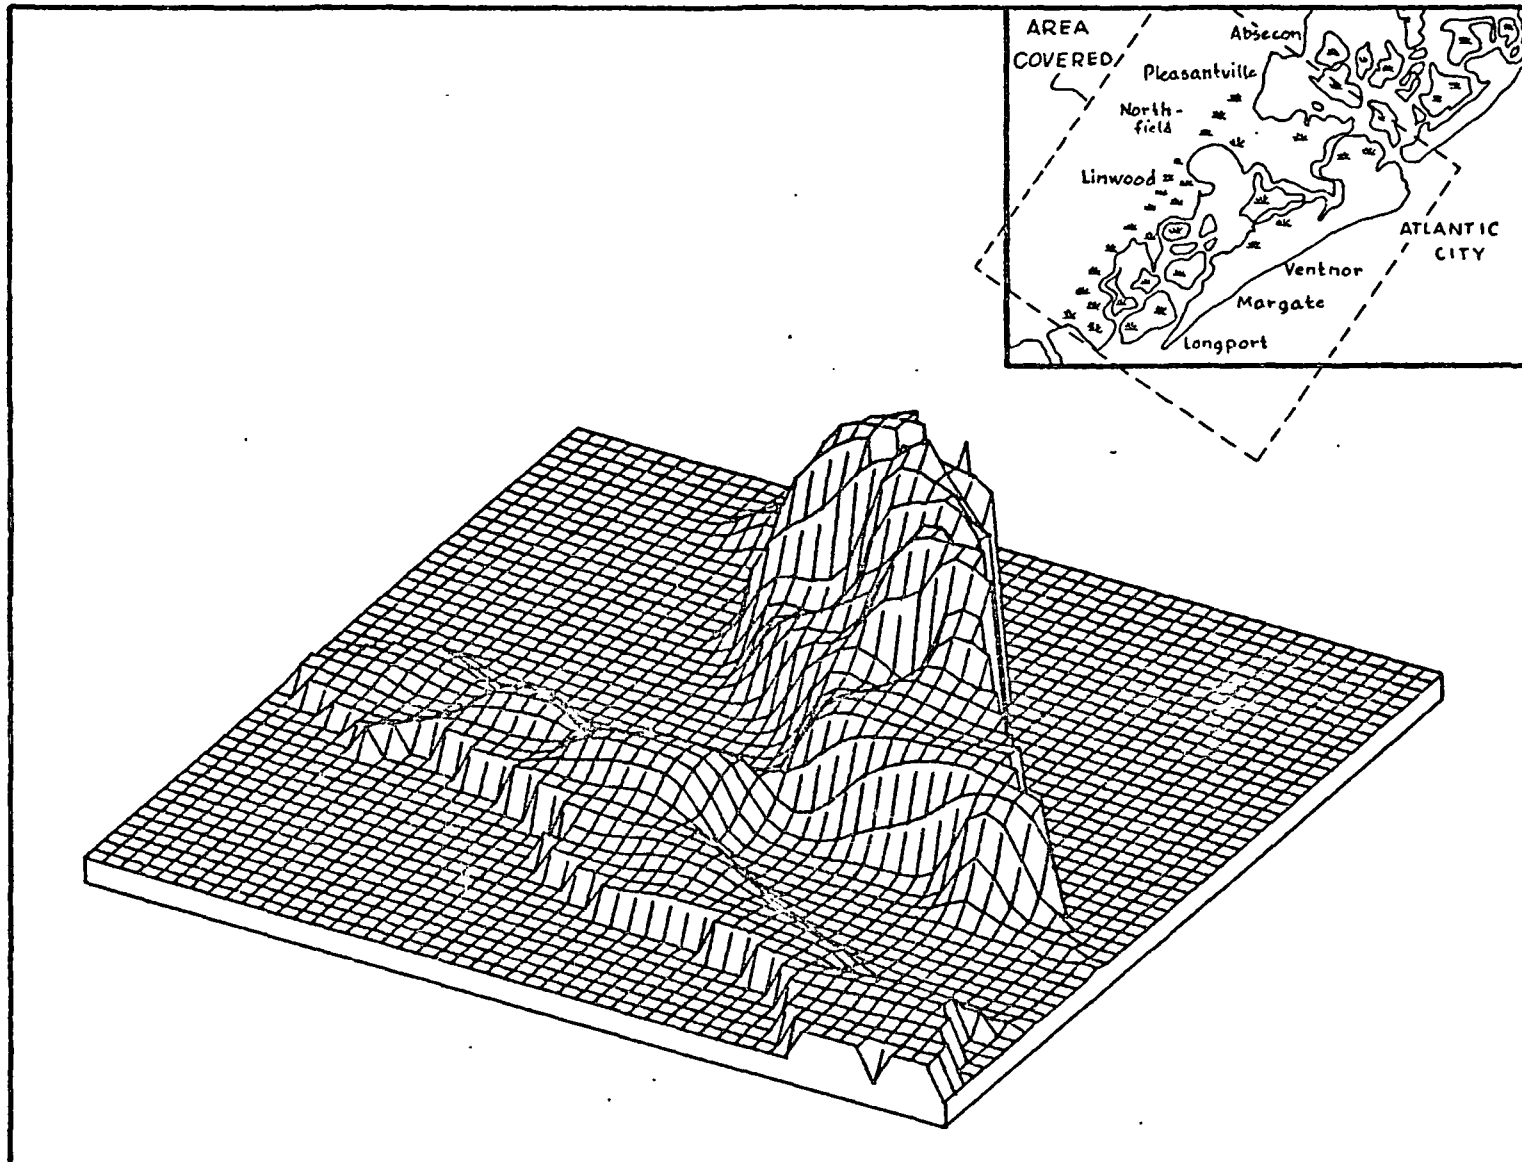 AREA
COVERED
Absecon
Pleasantville
North-
field
Linwood
ATLANTIC
CITY
Ventnor
Margate
Longport